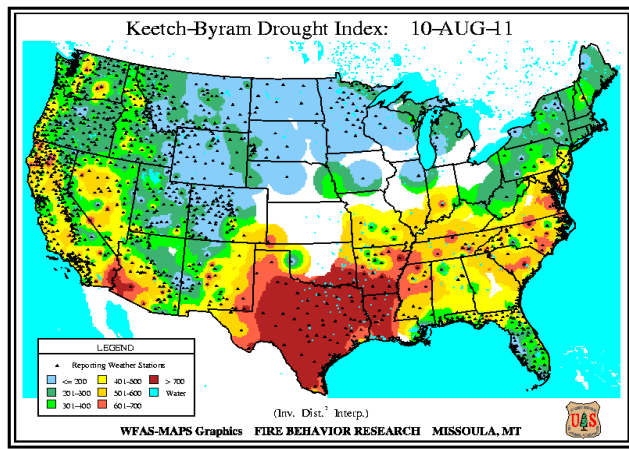 Keetch-Byram Drought Index: 10-AUG-11
LEGEND
Reporting Weather Stations
<= 200 401-500 > 700
201-300 501-600 Water
301-400 601-700
(Inv. Dist.² Interp.)
WFAS-MAPS Graphics FIRE BEHAVIOR RESEARCH MISSOULA, MT
U S